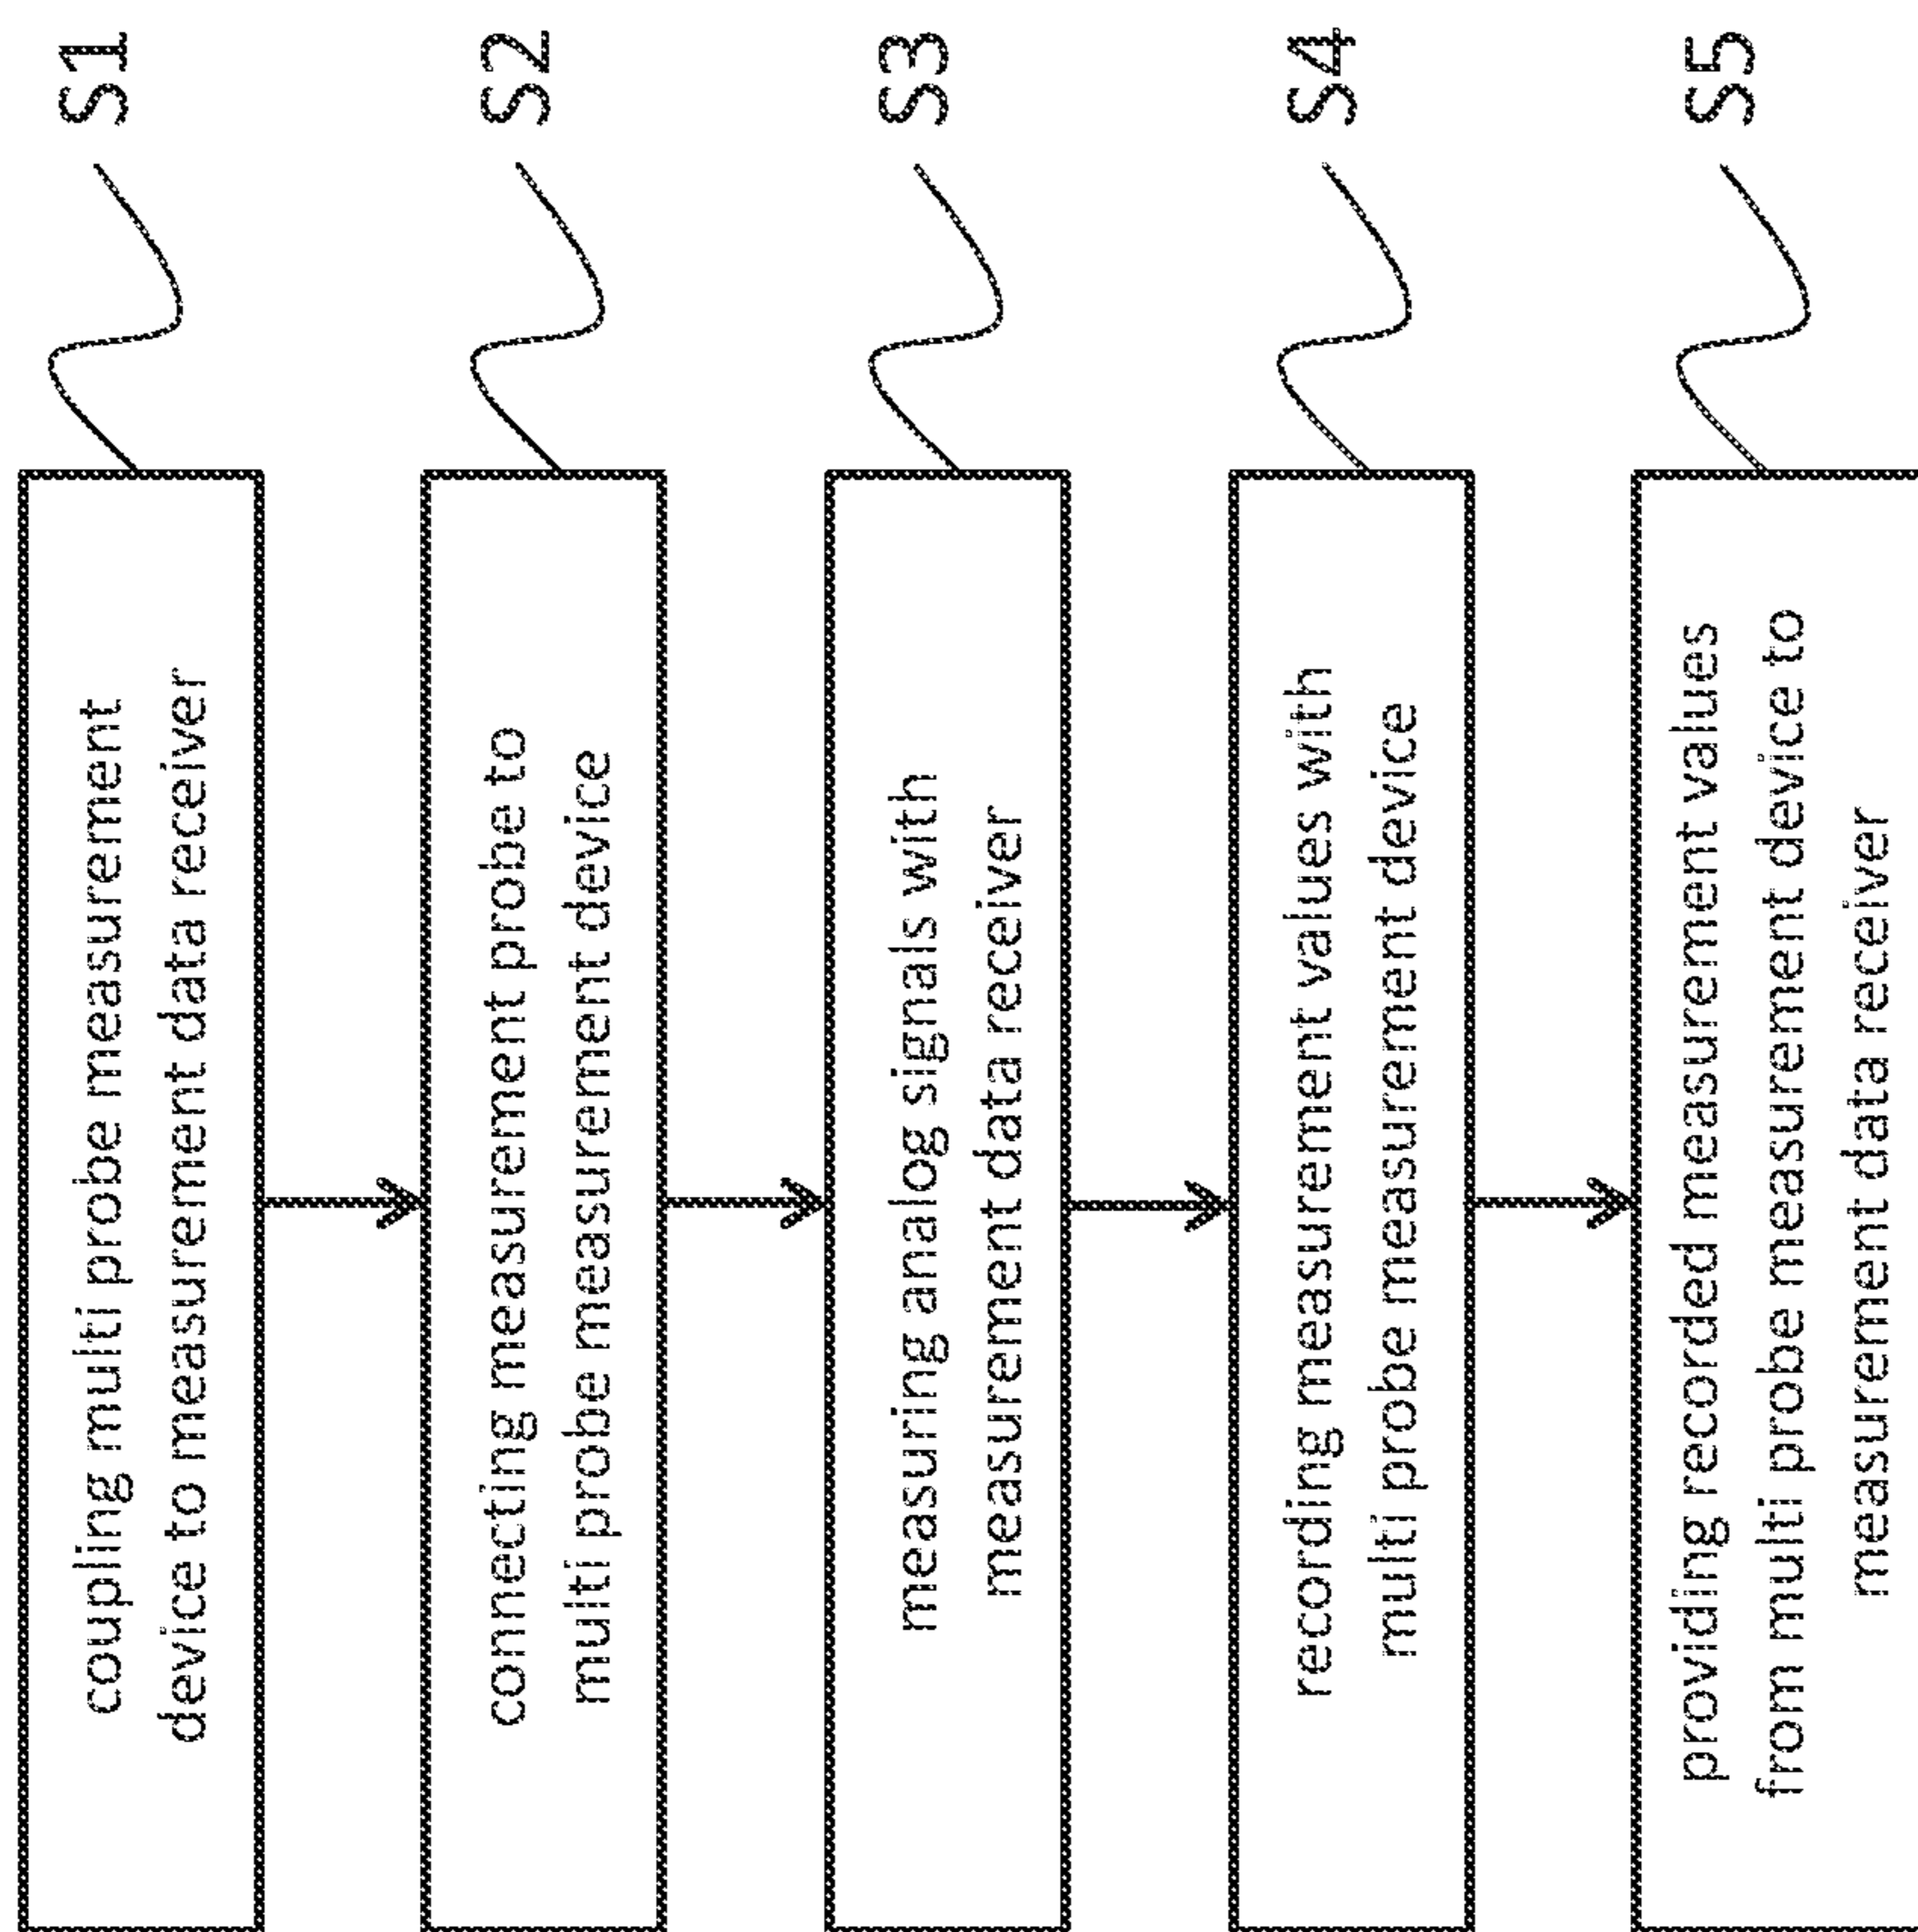 coupling multi probe measurement
device to measurement data receiver
S1
connecting measurement probe to
multi probe measurement device
S2
measuring analog signals with
measurement data receiver
S3
recording measurement values with
multi probe measurement device
S4
providing recorded measurement values
from multi probe measurement device to
measurement data receiver
S5